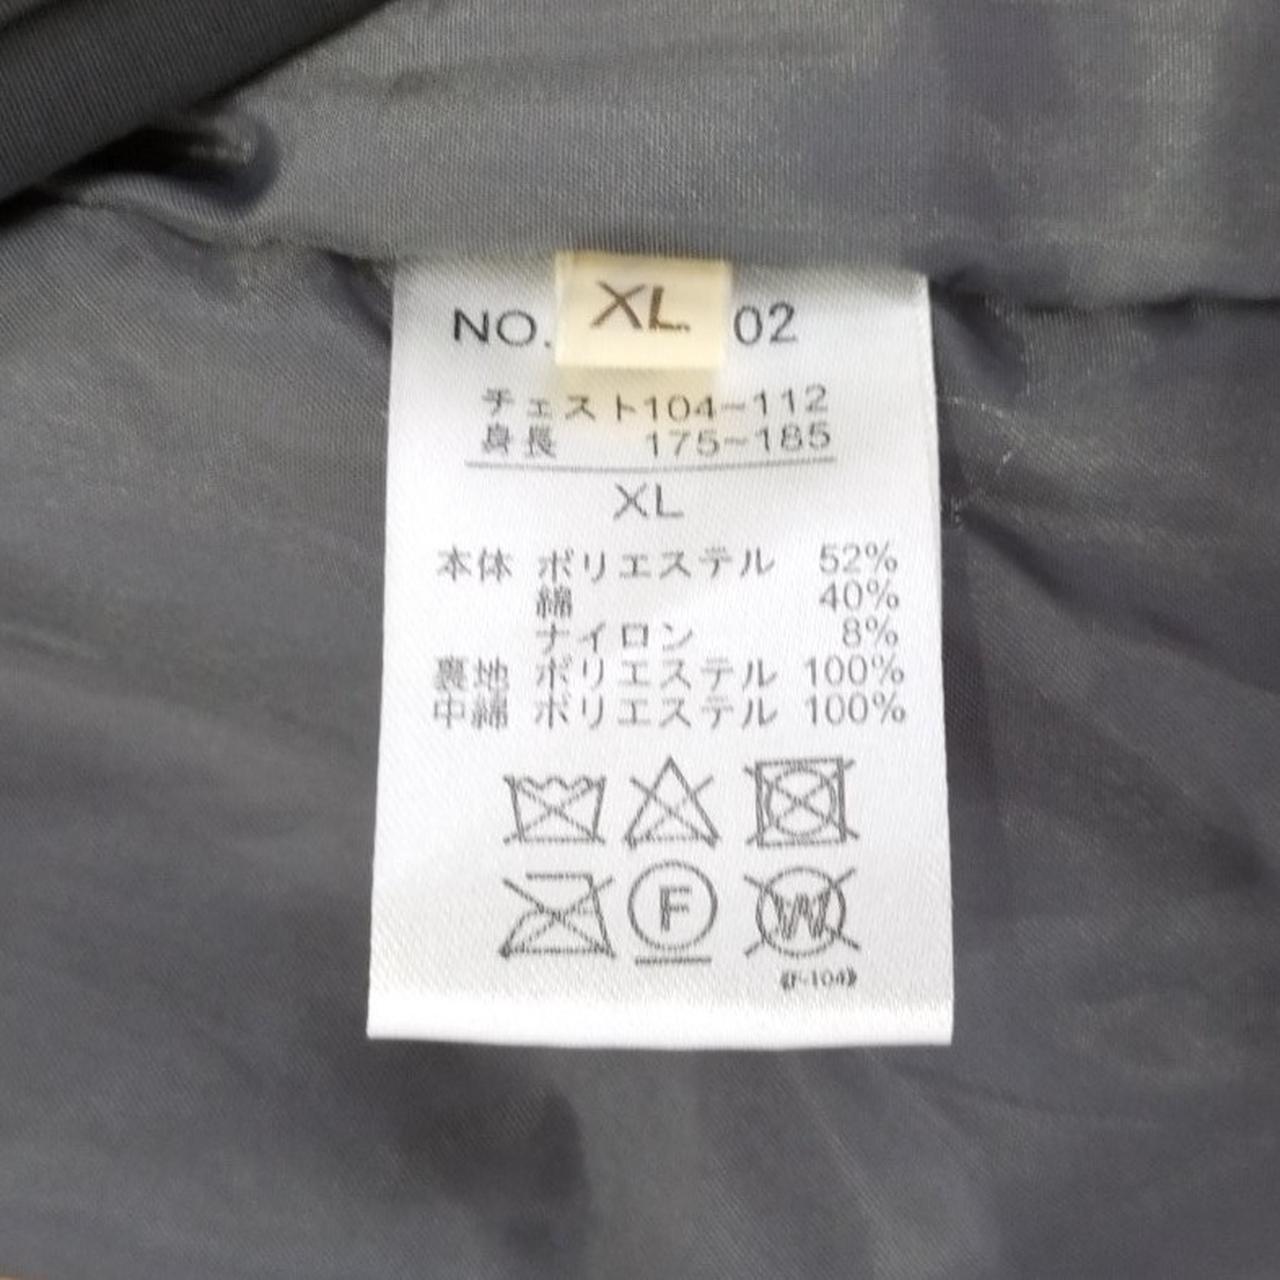 XL
NO. 02
チェスト104~112
身長 175~185
XL
本体 ポリエステル 52%
綿 40%
ナイロン 8%
裏地 ポリエステル 100%
中綿 ポリエステル 100%
F W
《F-104》